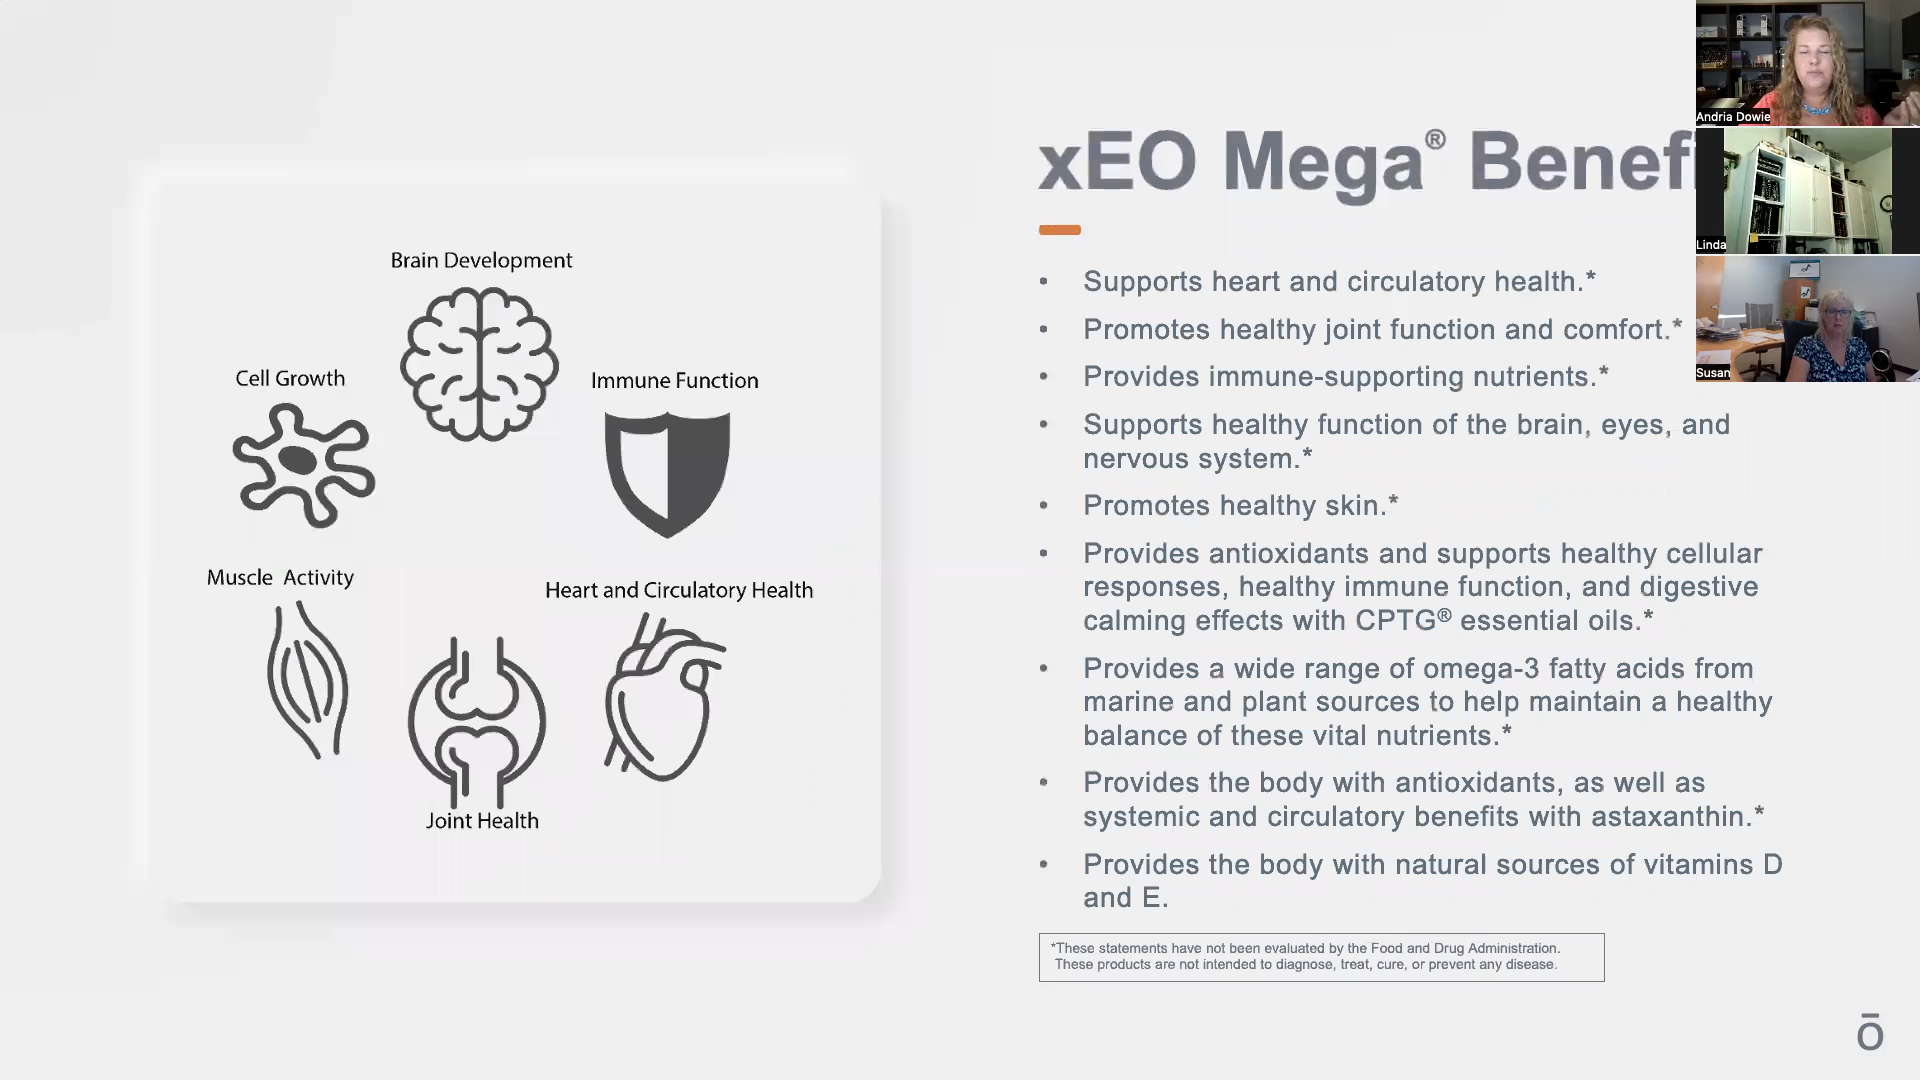 Brain Development
Cell Growth
Immune Function
Muscle Activity
Heart and Circulatory Health
Joint Health
xEO Mega® Benef
• Supports heart and circulatory health.*
• Promotes healthy joint function and comfort.*
• Provides immune-supporting nutrients.*
• Supports healthy function of the brain, eyes, and
nervous system.*
• Promotes healthy skin.*
• Provides antioxidants and supports healthy cellular
responses, healthy immune function, and digestive
calming effects with CPTG® essential oils.*
• Provides a wide range of omega-3 fatty acids from
marine and plant sources to help maintain a healthy
balance of these vital nutrients.*
• Provides the body with antioxidants, as well as
systemic and circulatory benefits with astaxanthin.*
• Provides the body with natural sources of vitamins D
and E.
*These statements have not been evaluated by the Food and Drug Administration.
These products are not intended to diagnose, treat, cure, or prevent any disease.
ō
Andria Dowie
Linda
Susan